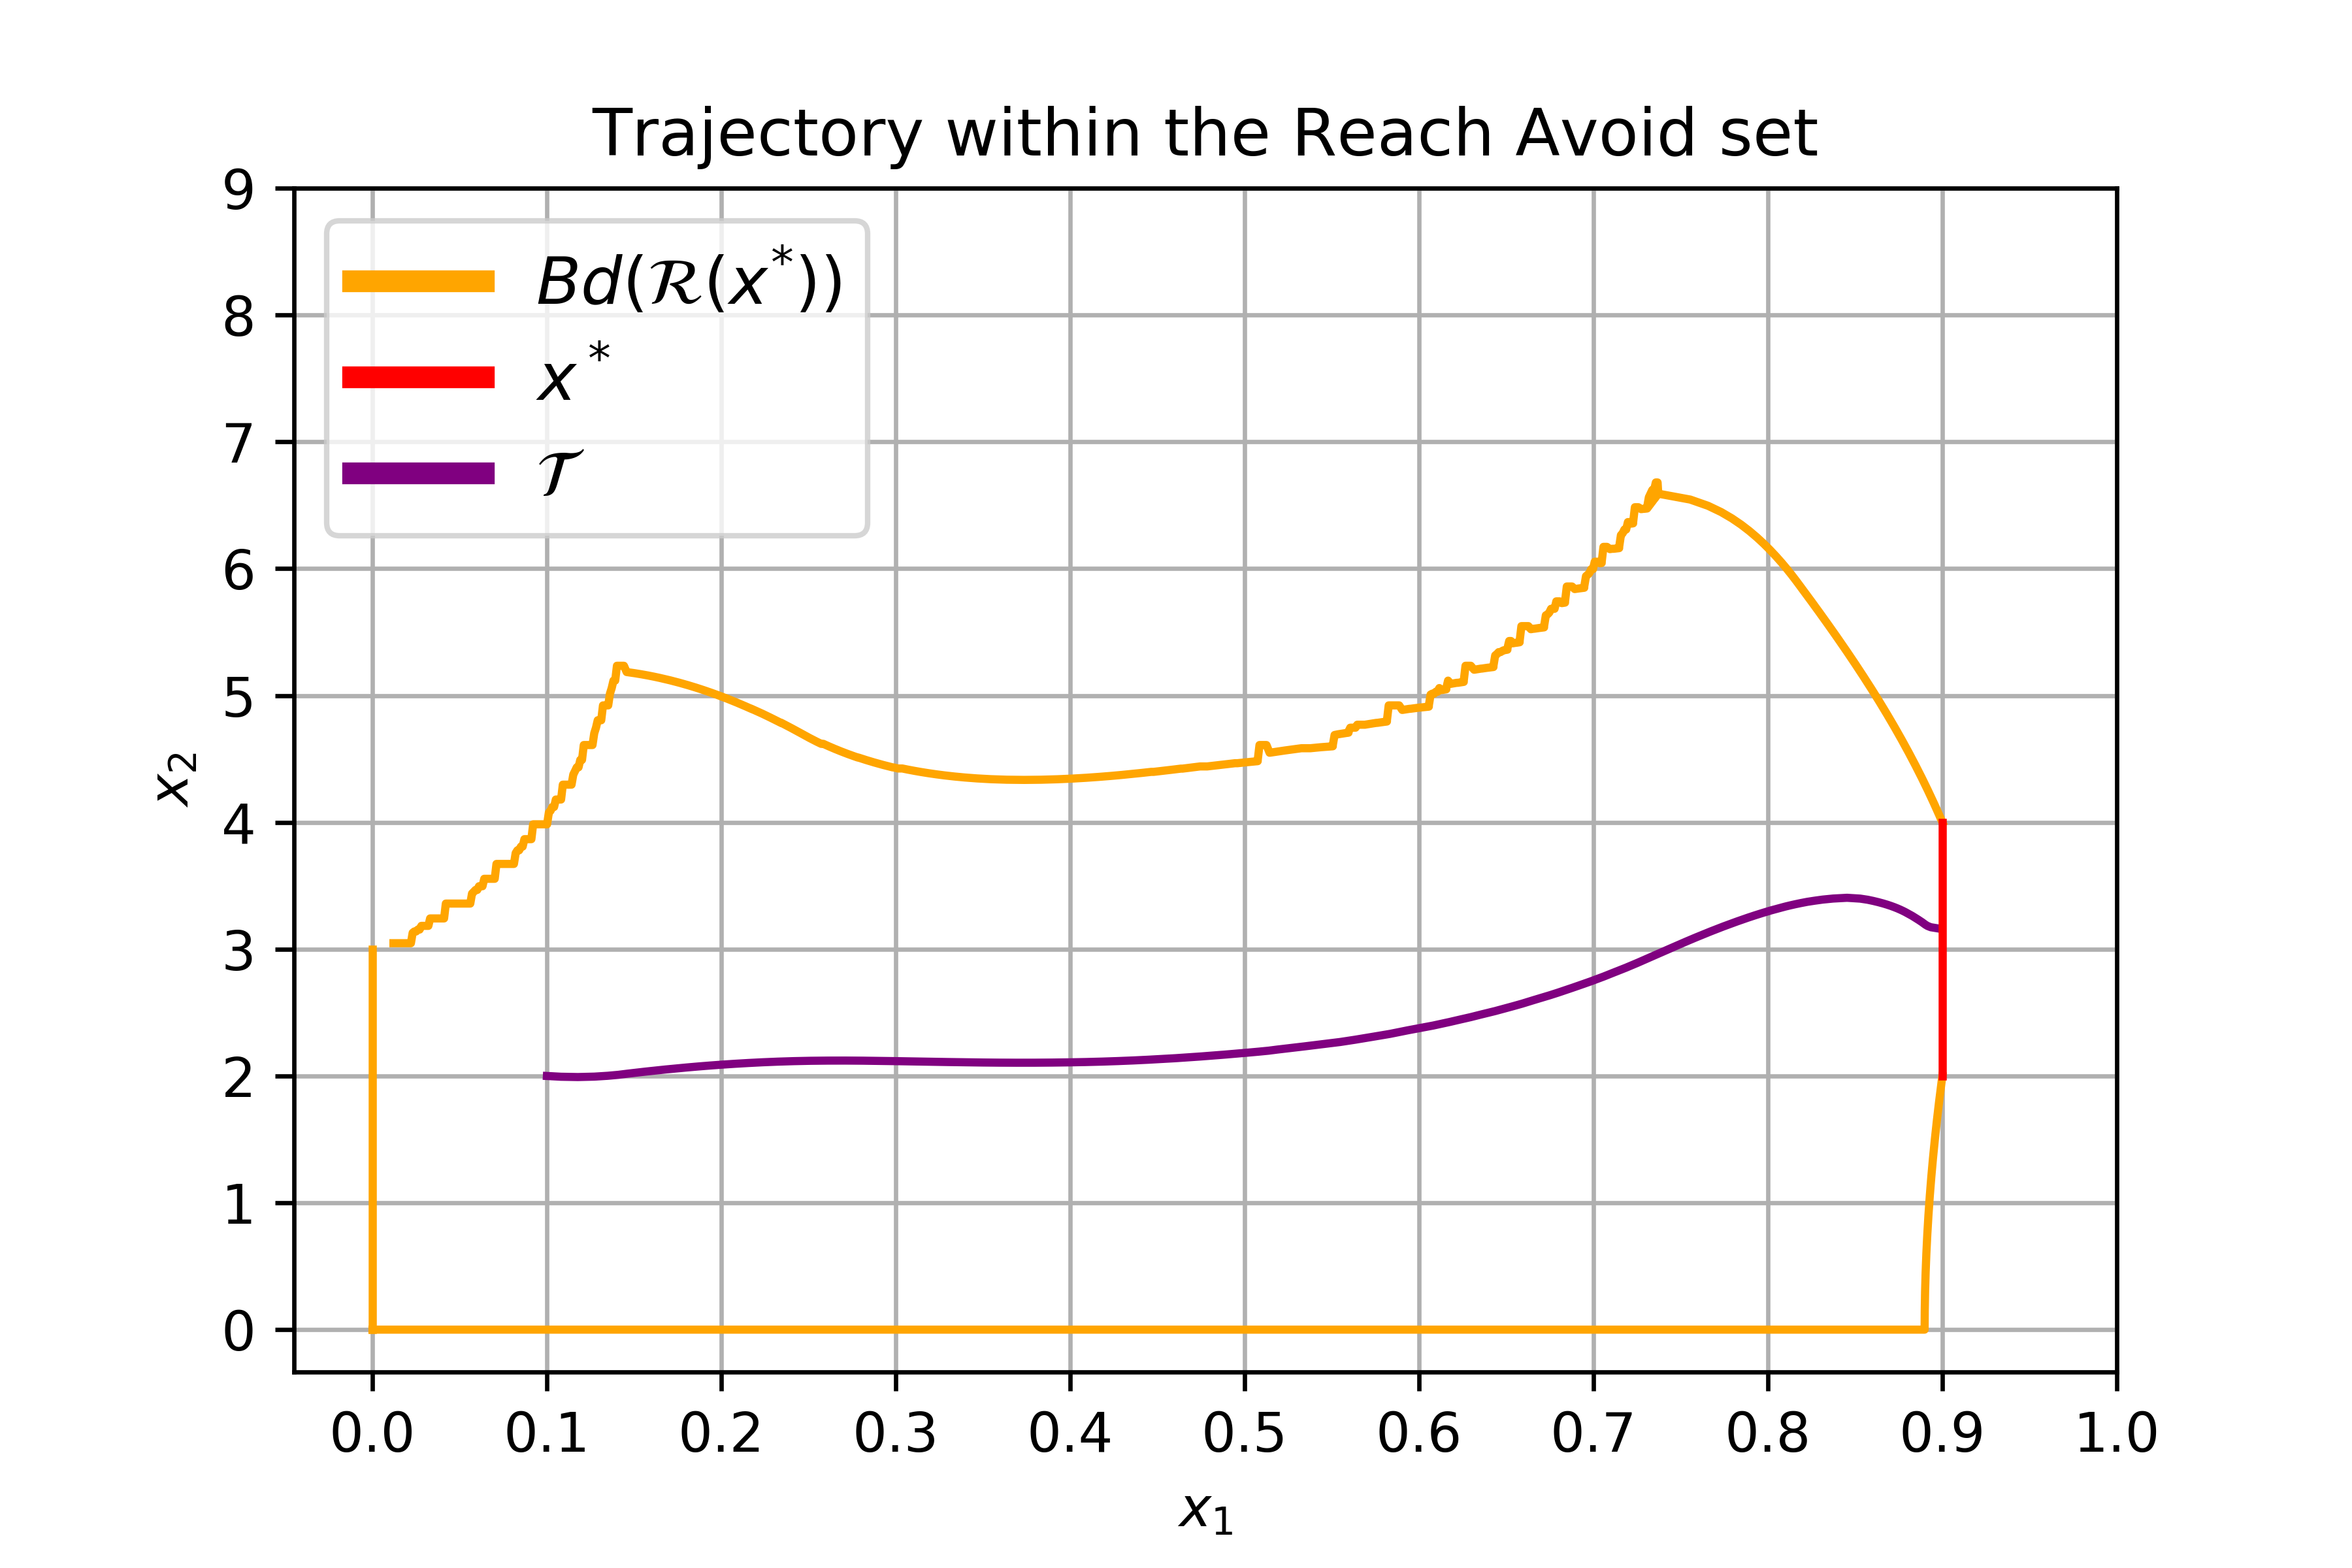 Trajectory within the Reach Avoid set
9
8
7
6
5
4
3
2
1
0
Bd(ℛ(x*))
x*
𝒯
x₂
0.0 0.1 0.2 0.3 0.4 0.5 0.6 0.7 0.8 0.9 1.0
x₁